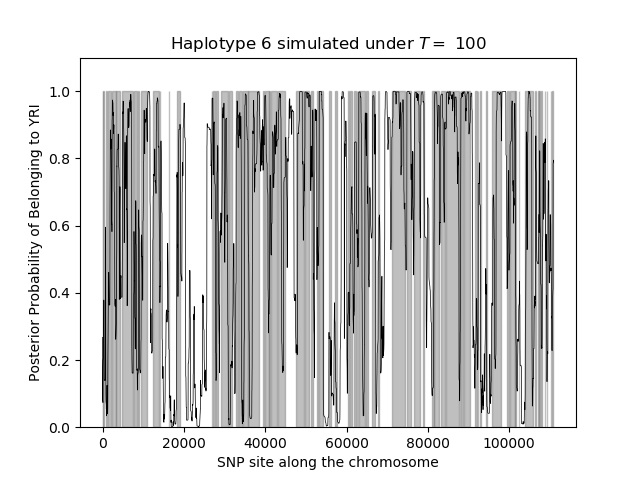 Haplotype 6 simulated under T = 100
Posterior Probability of Belonging to YRI
1.0
0.8
0.6
0.4
0.2
0.0
0 20000 40000 60000 80000 100000
SNP site along the chromosome